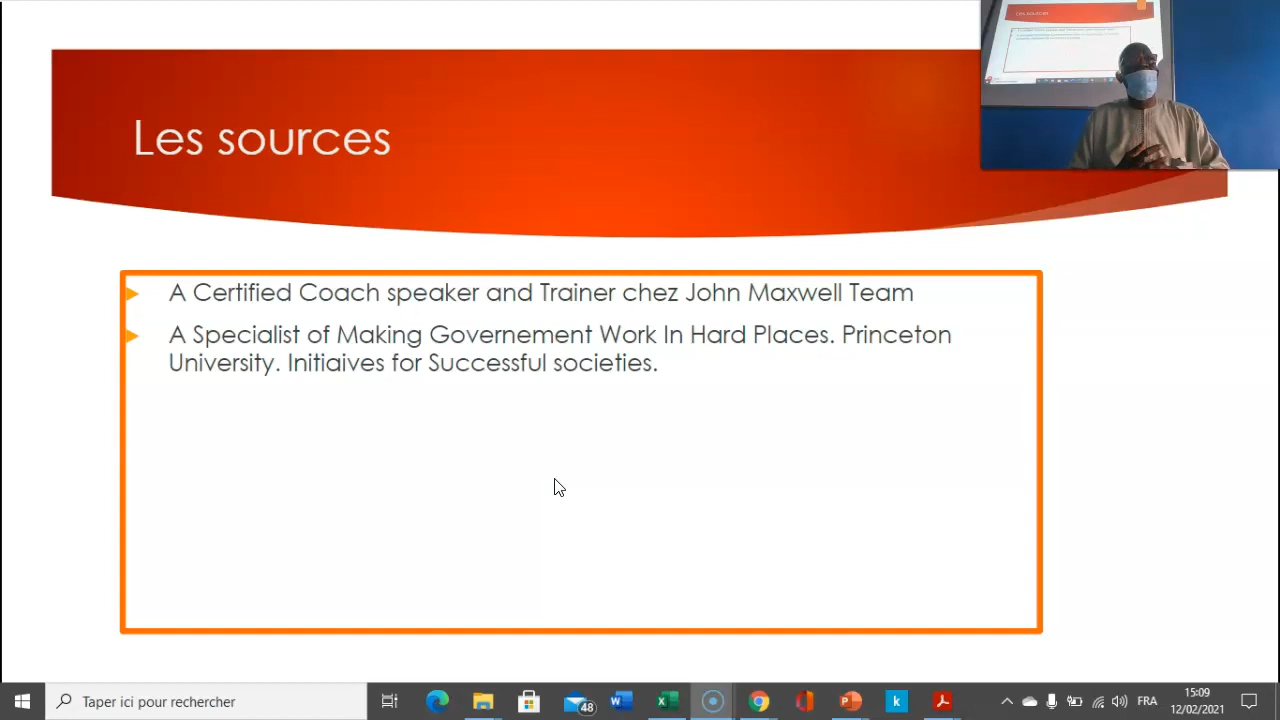 Les sources
A Certified Coach speaker and Trainer chez John Maxwell Team
A Specialist of Making Governement Work In Hard Places. Princeton
University. Initiaives for Successful societies.
Taper ici pour rechercher
48
FRA
15:09
12/02/2021